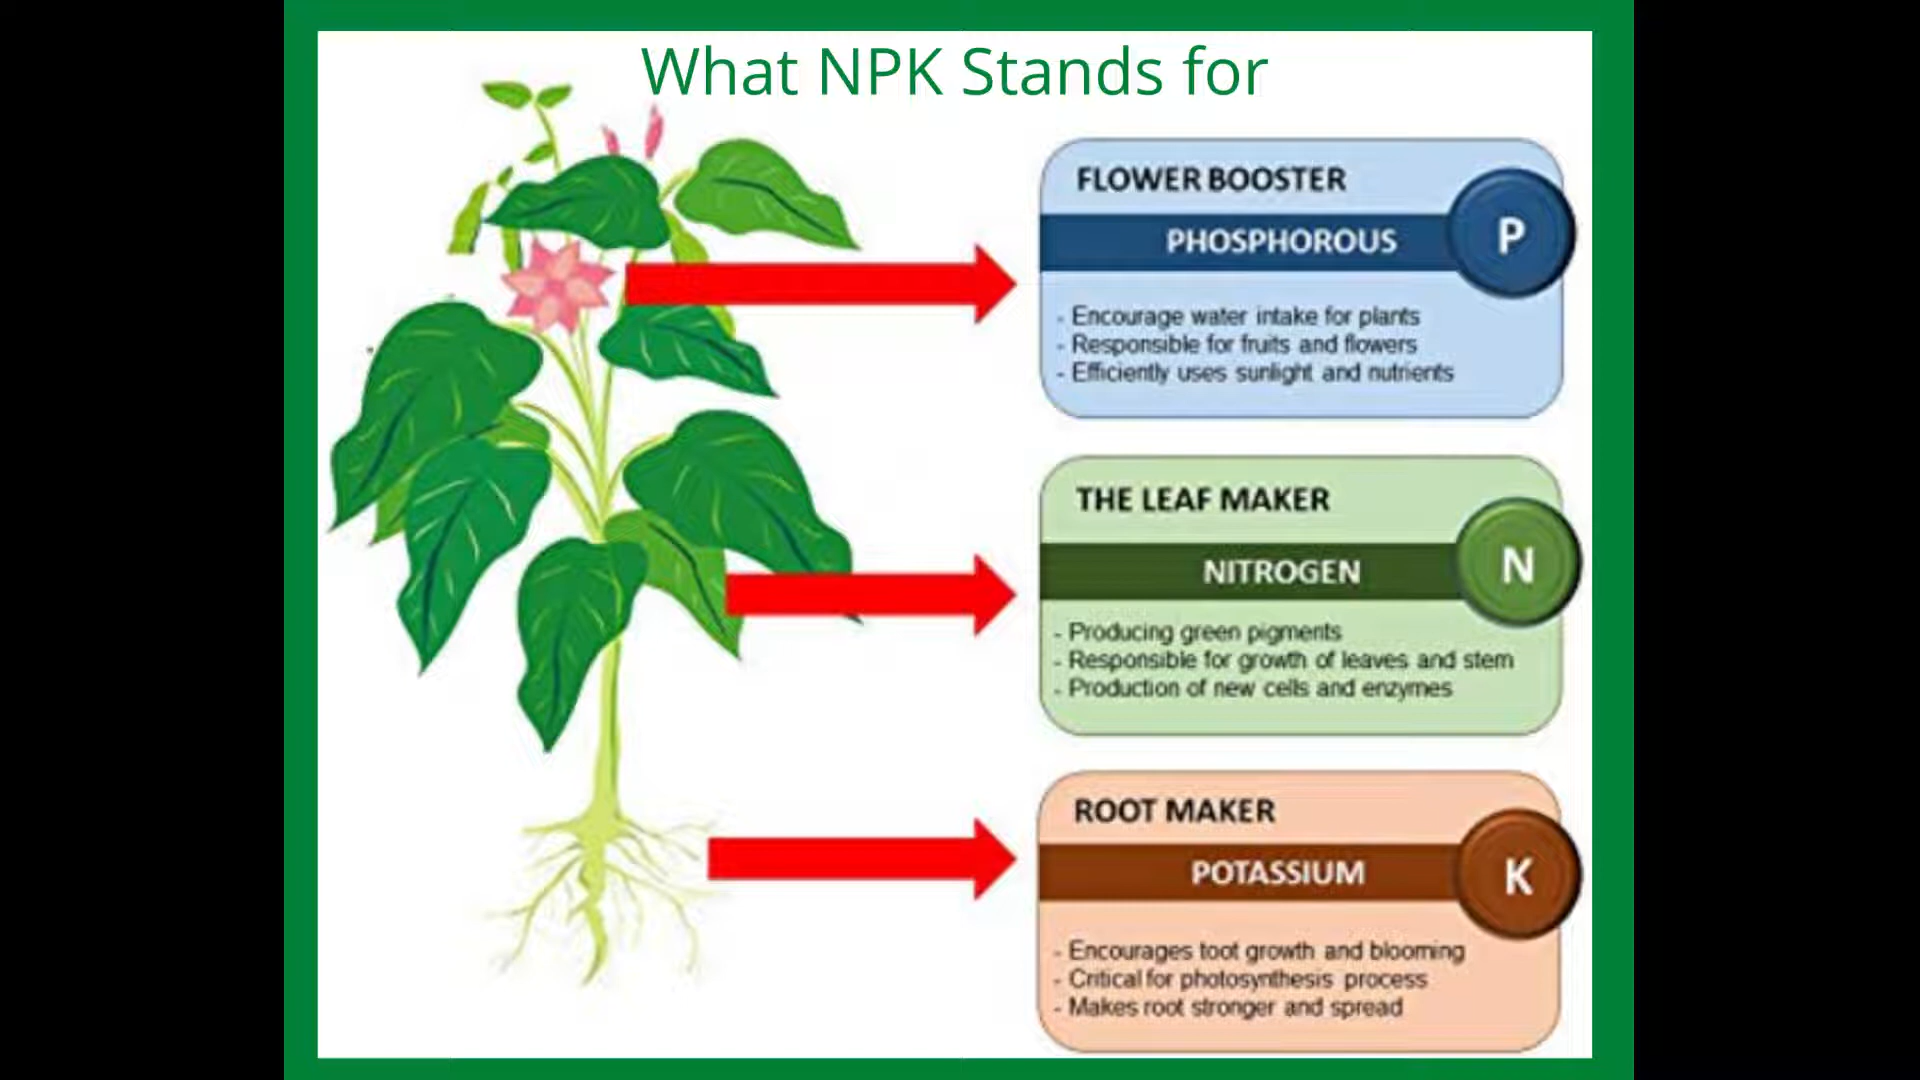 What NPK Stands for
FLOWER BOOSTER
PHOSPHOROUS
P
- Encourage water intake for plants
- Responsible for fruits and flowers
- Efficiently uses sunlight and nutrients
THE LEAF MAKER
NITROGEN
N
- Producing green pigments
- Responsible for growth of leaves and stem
- Production of new cells and enzymes
ROOT MAKER
POTASSIUM
K
- Encourages toot growth and blooming
- Critical for photosynthesis process
- Makes root stronger and spread